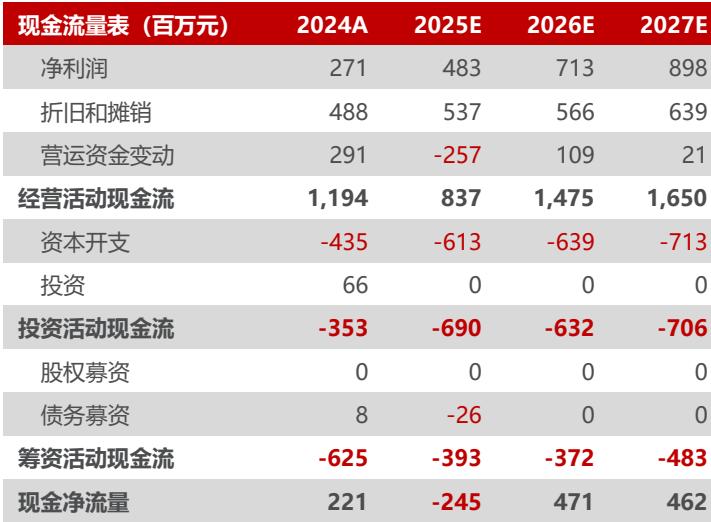 现金流量表（百万元） 2024A 2025E 2026E 2027E
净利润 271 483 713 898
折旧和摊销 488 537 566 639
营运资金变动 291 -257 109 21
经营活动现金流 1,194 837 1,475 1,650
资本开支 -435 -613 -639 -713
投资 66 0 0 0
投资活动现金流 -353 -690 -632 -706
股权募资 0 0 0 0
债务募资 8 -26 0 0
筹资活动现金流 -625 -393 -372 -483
现金净流量 221 -245 471 462